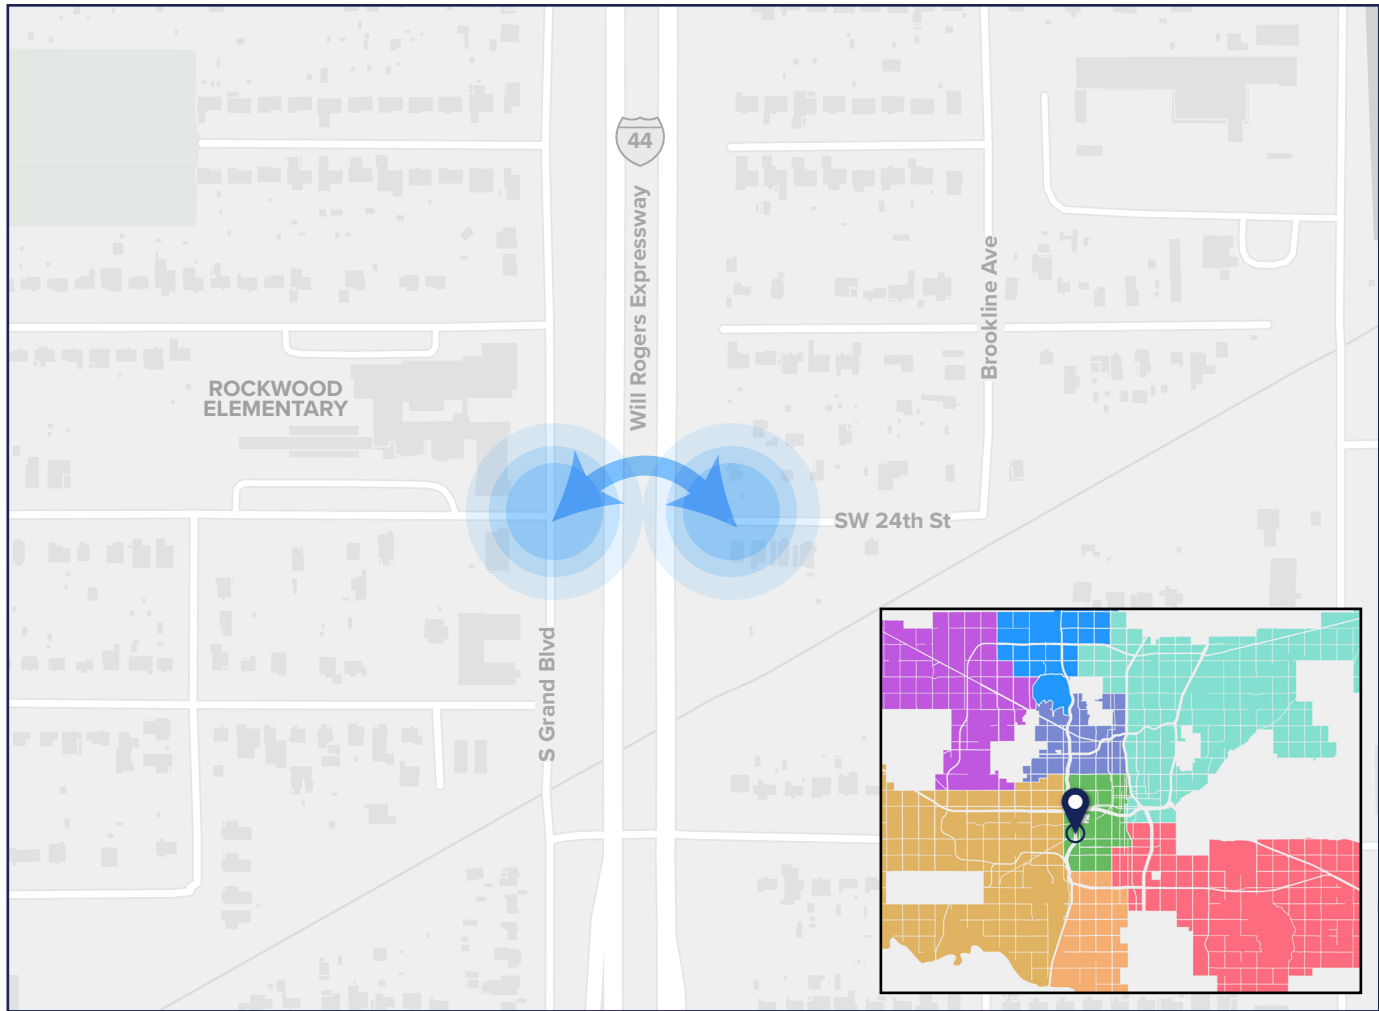 44
Will Rogers Expressway
Brookline Ave
ROCKWOOD
ELEMENTARY
SW 24th St
S Grand Blvd